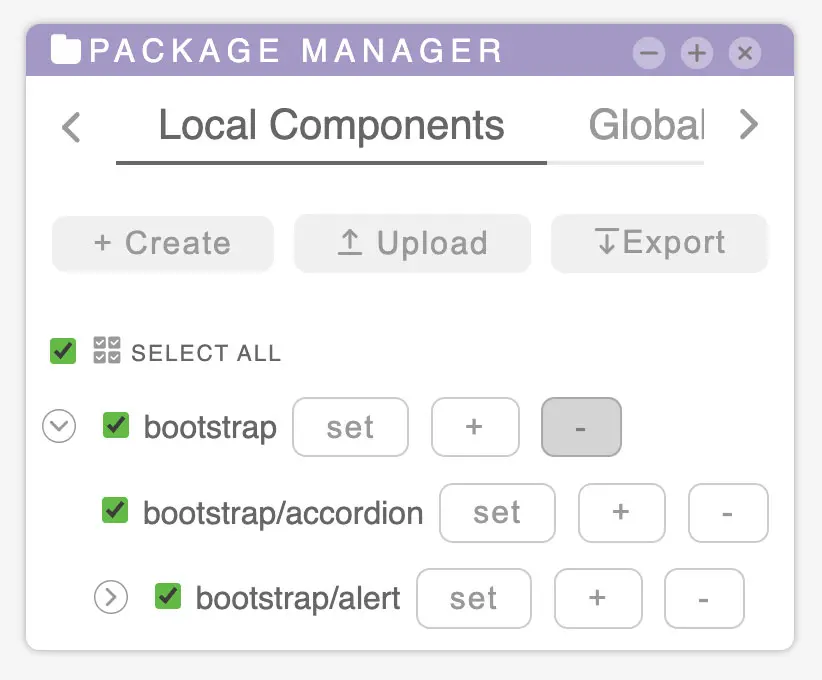 PACKAGE MANAGER
Local Components Global
+ Create Upload Export
SELECT ALL
bootstrap set + -
bootstrap/accordion set + -
bootstrap/alert set + -